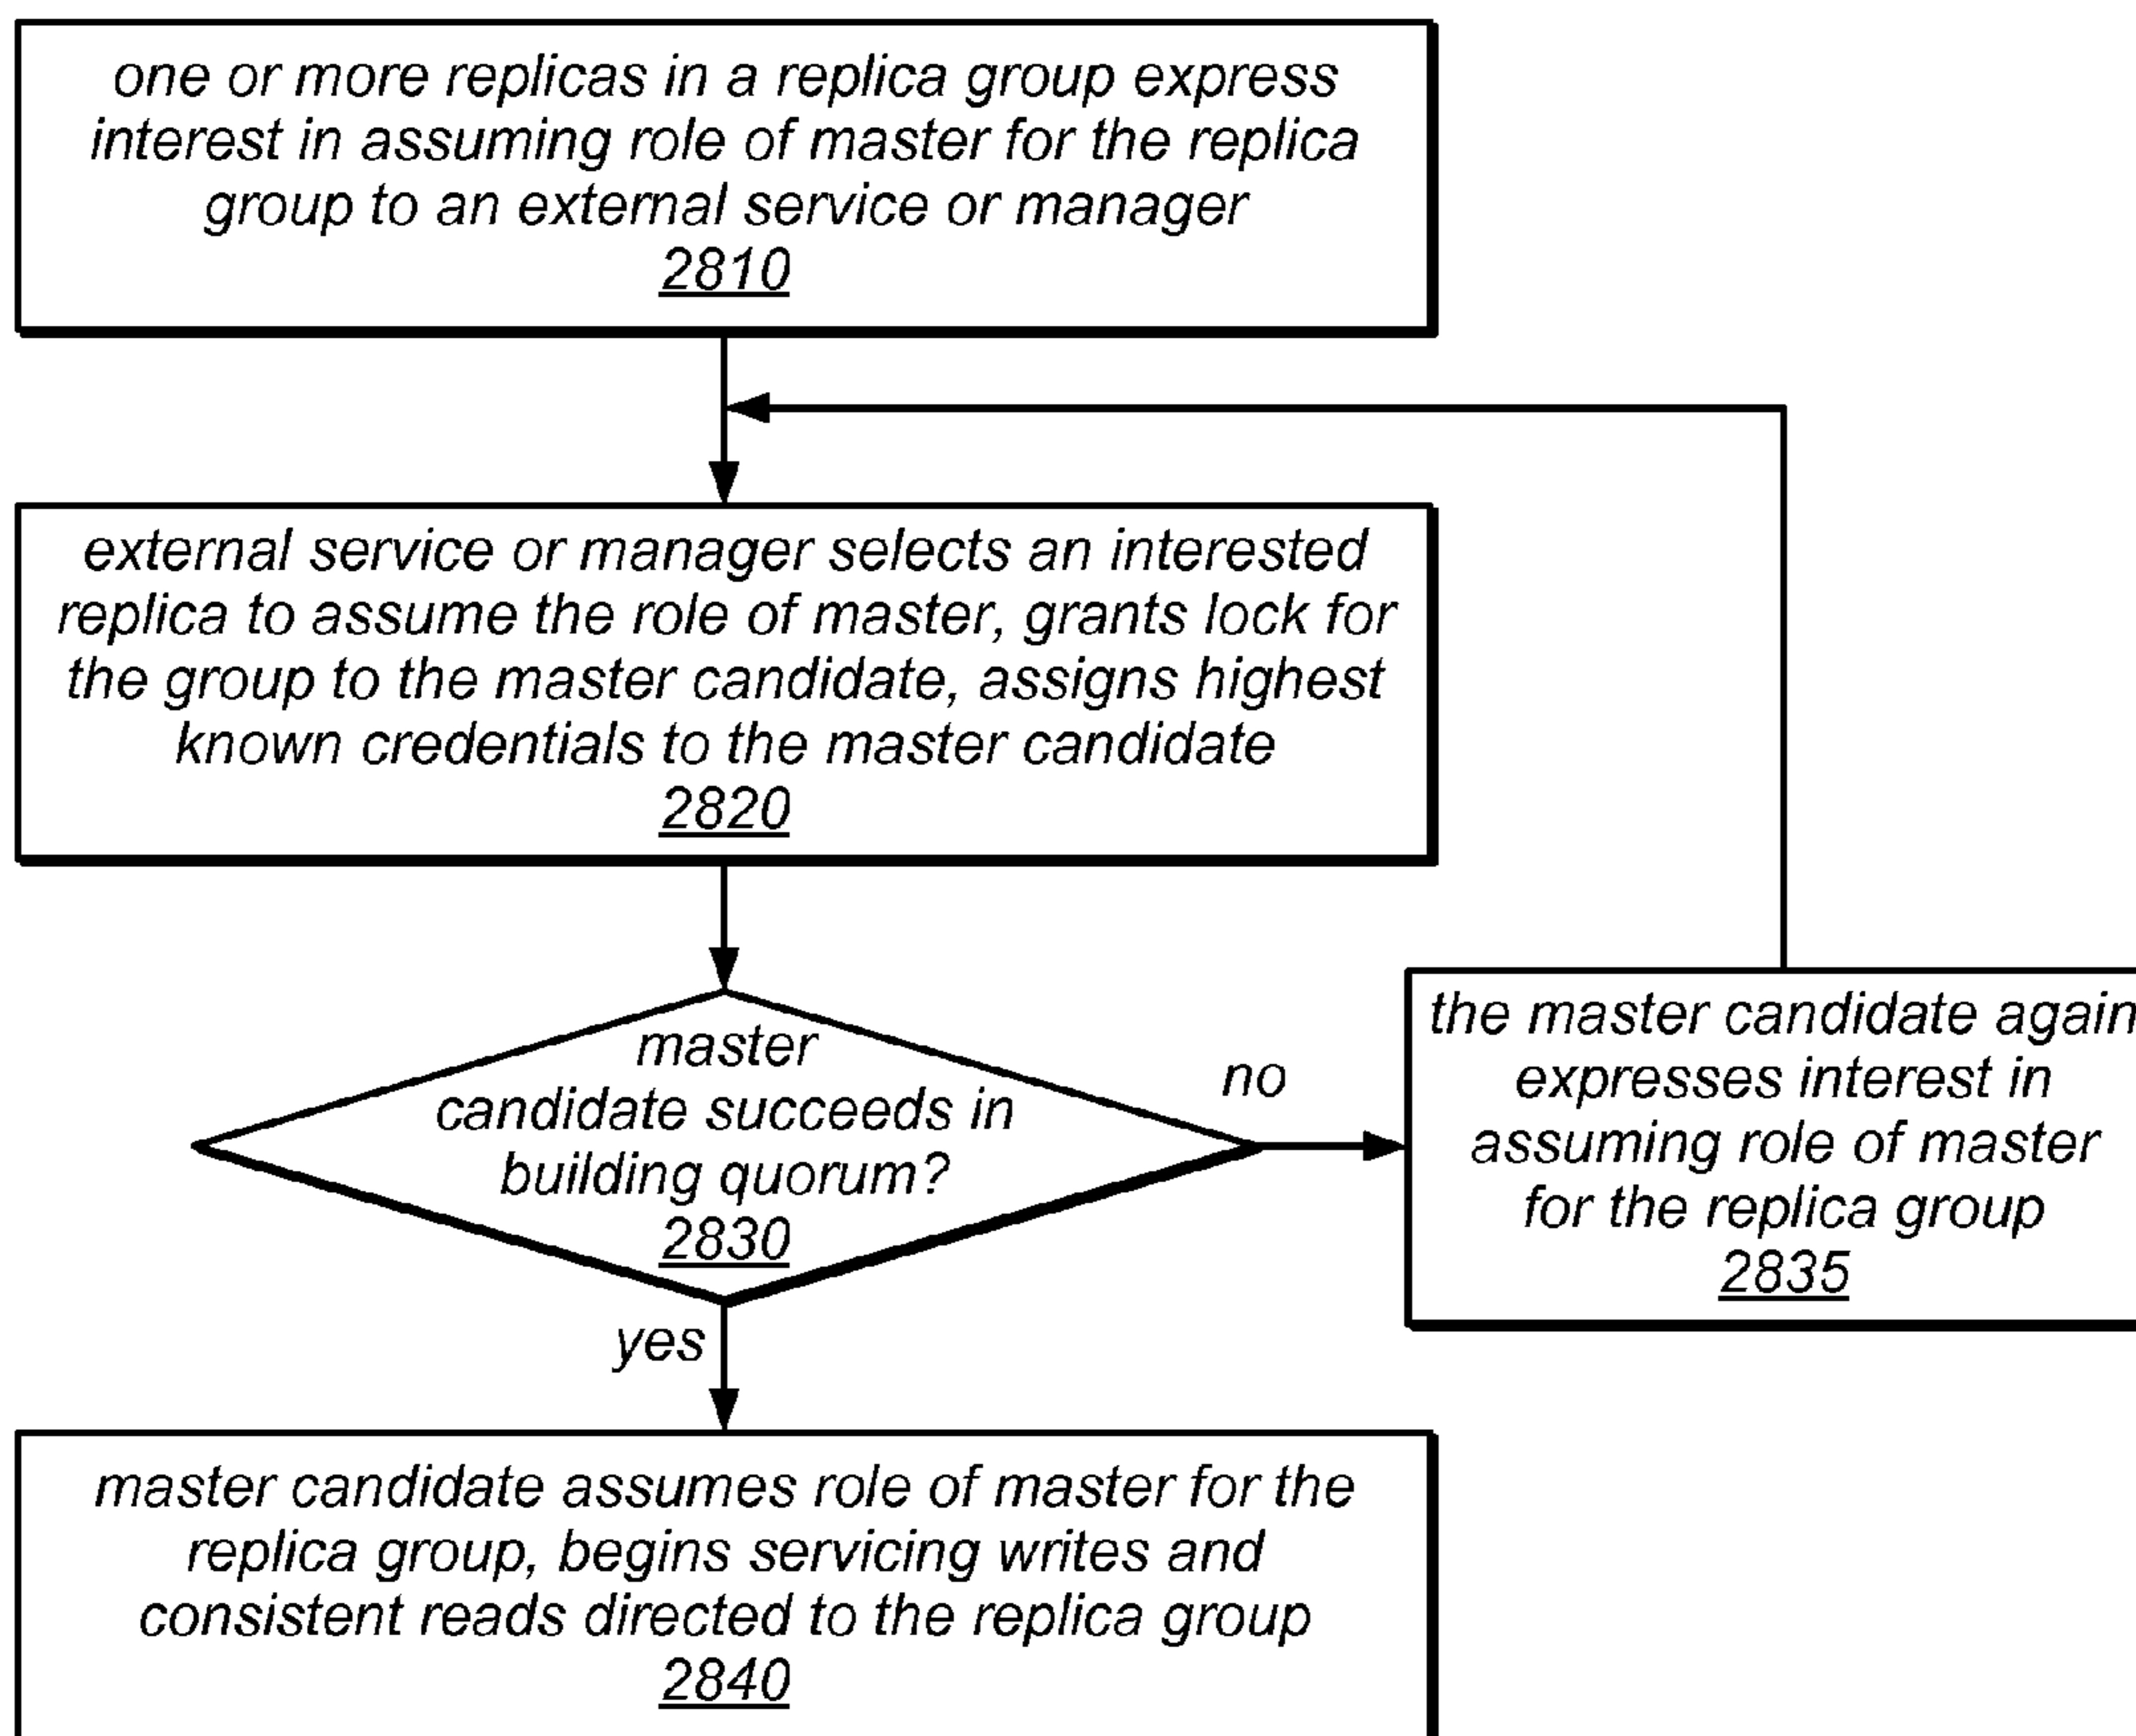 one or more replicas in a replica group express
interest in assuming role of master for the replica
group to an external service or manager
2810
external service or manager selects an interested
replica to assume the role of master, grants lock for
the group to the master candidate, assigns highest
known credentials to the master candidate
2820
master
candidate succeeds in
building quorum?
2830
no
the master candidate again
expresses interest in
assuming role of master
for the replica group
2835
yes
master candidate assumes role of master for the
replica group, begins servicing writes and
consistent reads directed to the replica group
2840